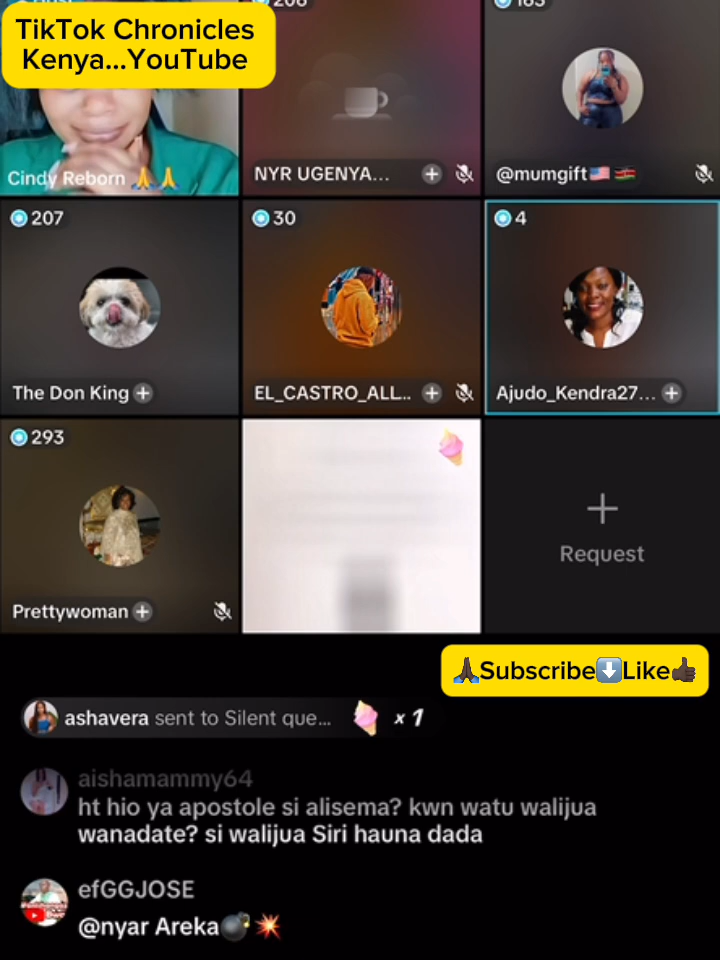 TikTok Chronicles
Kenya...YouTube
Cindy Reborn 🙏🙏
NYR UGENYA...
@mumgift🇺🇸🇰🇪
207
30
4
The Don King
EL_CASTRO_ALL..
Ajudo_Kendra27...
293
Prettywoman
Request
🙏🏿Subscribe⬇️Like👍🏿
ashavera sent to Silent que... x 1
aishamammy64
ht hio ya apostole si alisema? kwn watu walijua
wanadate? si walijua Siri hauna dada
efGGJOSE
@nyar Areka💣💥